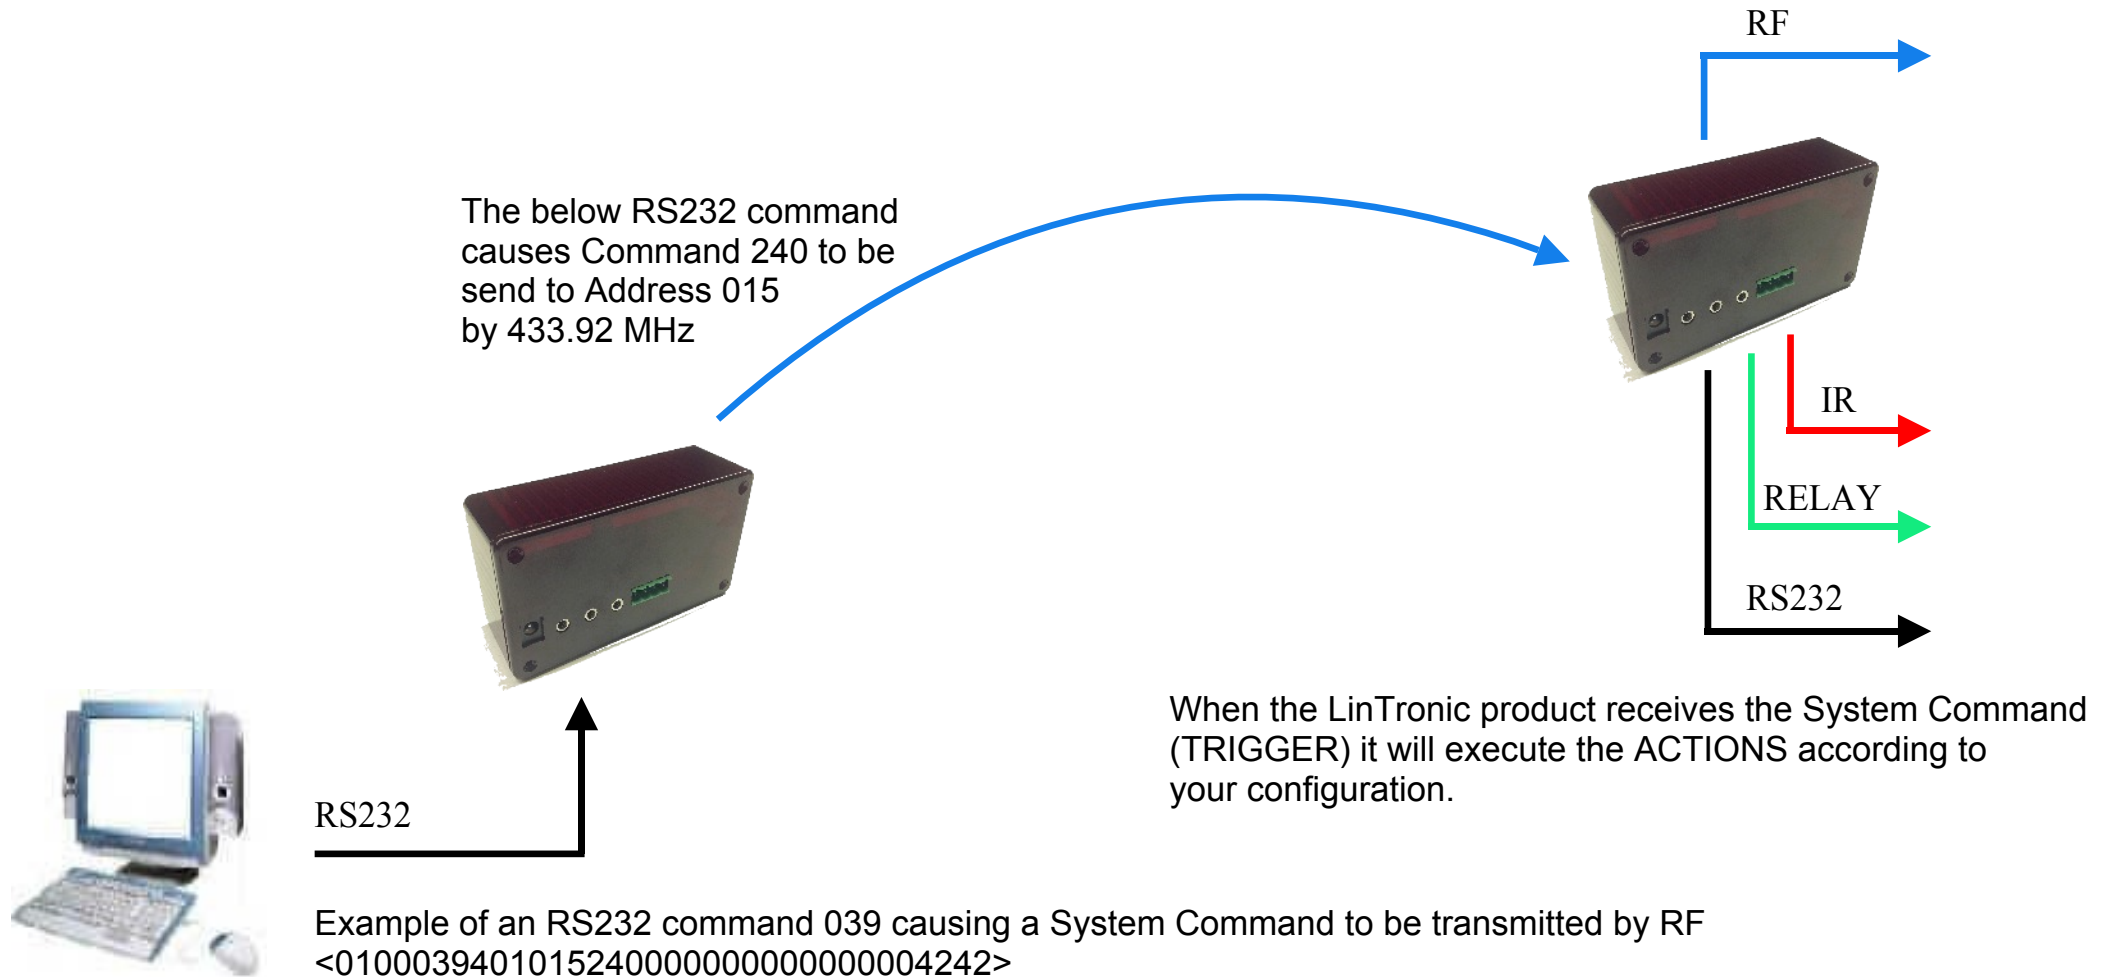 RF
The below RS232 command
causes Command 240 to be
send to Address 015
by 433.92 MHz
IR
RELAY
RS232
When the LinTronic product receives the System Command
(TRIGGER) it will execute the ACTIONS according to
your configuration.
RS232
Example of an RS232 command 039 causing a System Command to be transmitted by RF
<01000394010152400000000000004242>